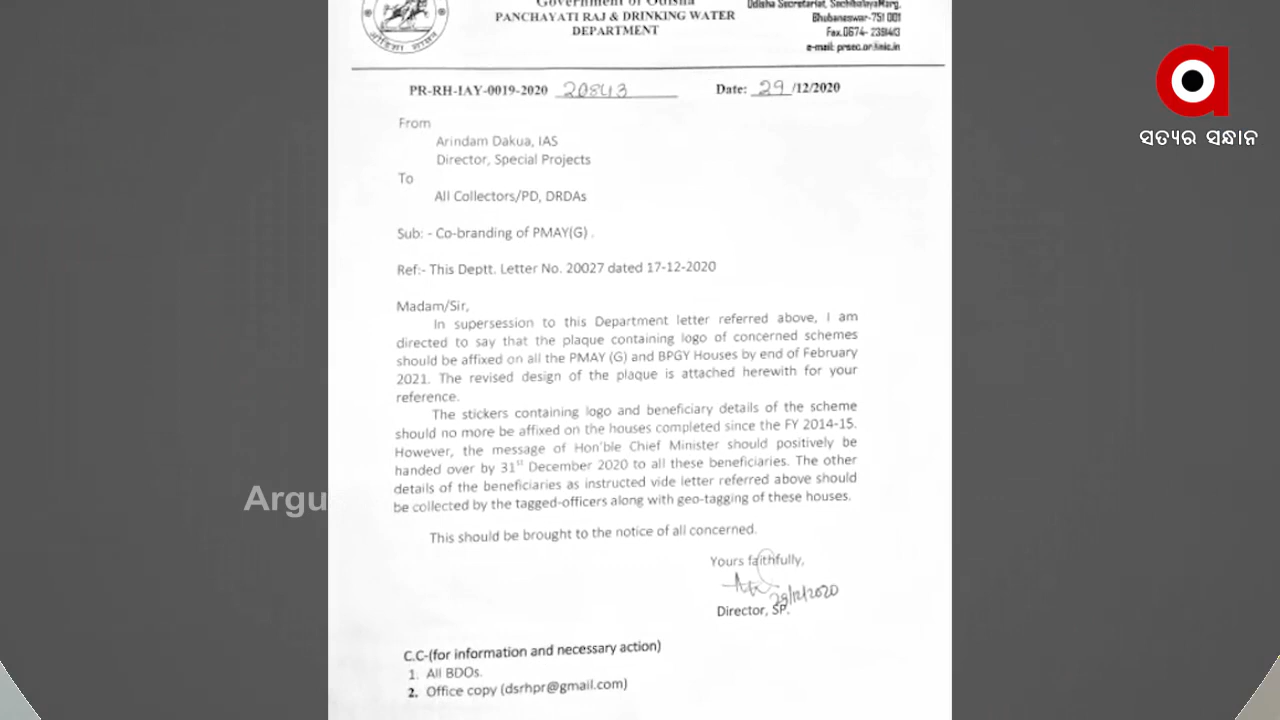 Government of Odisha
PANCHAYATI RAJ & DRINKING WATER
DEPARTMENT
Odisha Secretariat, SachibalayaMarg,
Bhubaneswar-751 001
Fax.0674-
e-mail: prsec.or@nic.in
PR-RH-IAY-0019-2020 20843
Date: 29/12/2020
ସତ୍ୟର ସନ୍ଧାନ
From
Arindam Dakua, IAS
Director, Special Projects
To
All Collectors/PD, DRDAs
Sub: - Co-branding of PMAY(G) .
Ref:- This Deptt. Letter No. 20027 dated 17-12-2020
Madam/Sir,
In supersession to this Department letter referred above, I am
directed to say that the plaque containing logo of concerned schemes
should be affixed on all the PMAY (G) and BPGY Houses by end of February
2021. The revised design of the plaque is attached herewith for your
reference.
The stickers containing logo and beneficiary details of the scheme
should no more be affixed on the houses completed since the FY 2014-15.
However, the message of Hon'ble Chief Minister should positively be
handed over by 31st December 2020 to all these beneficiaries. The other
details of the beneficiaries as instructed vide letter referred above should
be collected by the tagged-officers along with geo-tagging of these houses.
Argu
This should be brought to the notice of all concerned.
Yours faithfully,
29/12/2020
Director, SP.
C.C-(for information and necessary action)
1. All BDOs.
2. Office copy (dsrhpr@gmail.com)